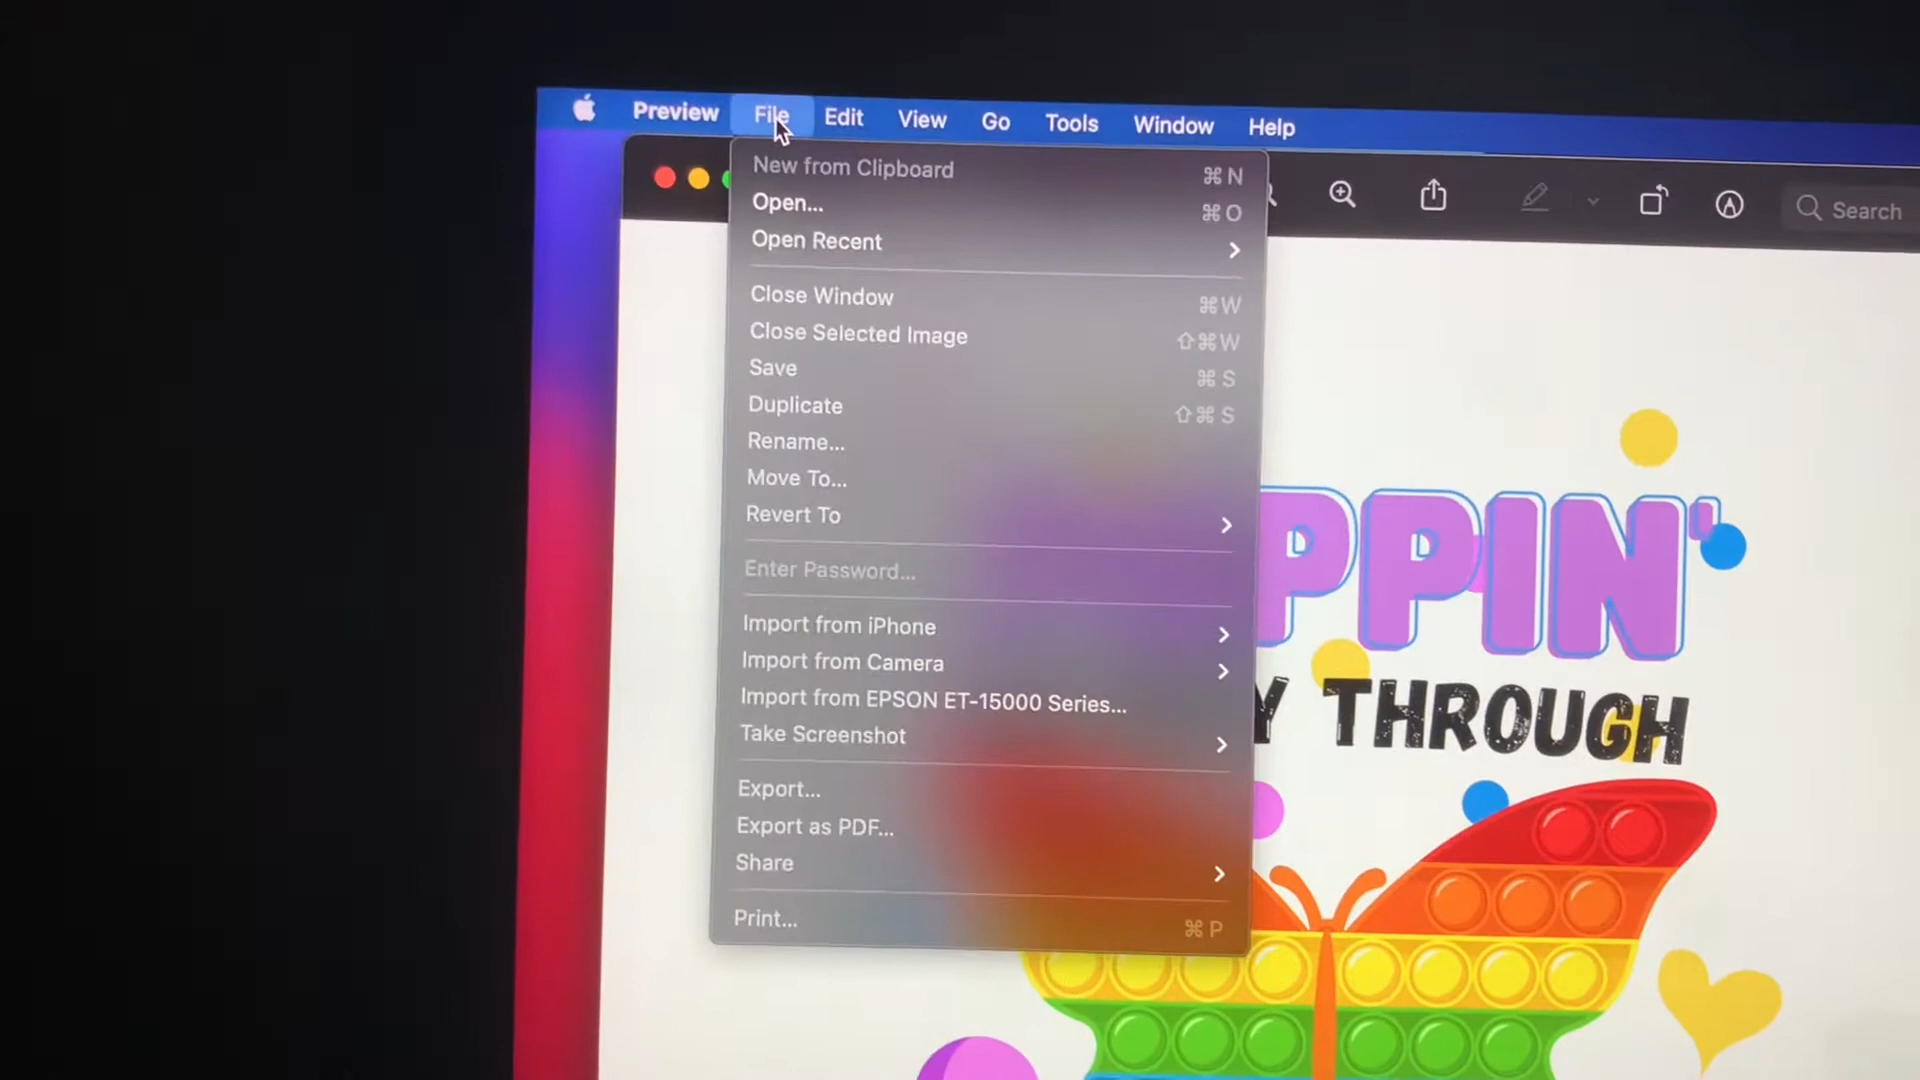 Preview File Edit View Go Tools Window Help
New from Clipboard ⌘ N
Open... ⌘ O
Open Recent
Close Window ⌘ W
Close Selected Image ⇧ ⌘ W
Save ⌘ S
Duplicate ⇧ ⌘ S
Rename...
Move To...
Revert To
Enter Password...
Import from iPhone
Import from Camera
Import from EPSON ET-15000 Series...
Take Screenshot
Export...
Export as PDF...
Share
Print... ⌘ P
Search
PPIN'
Y THROUGH